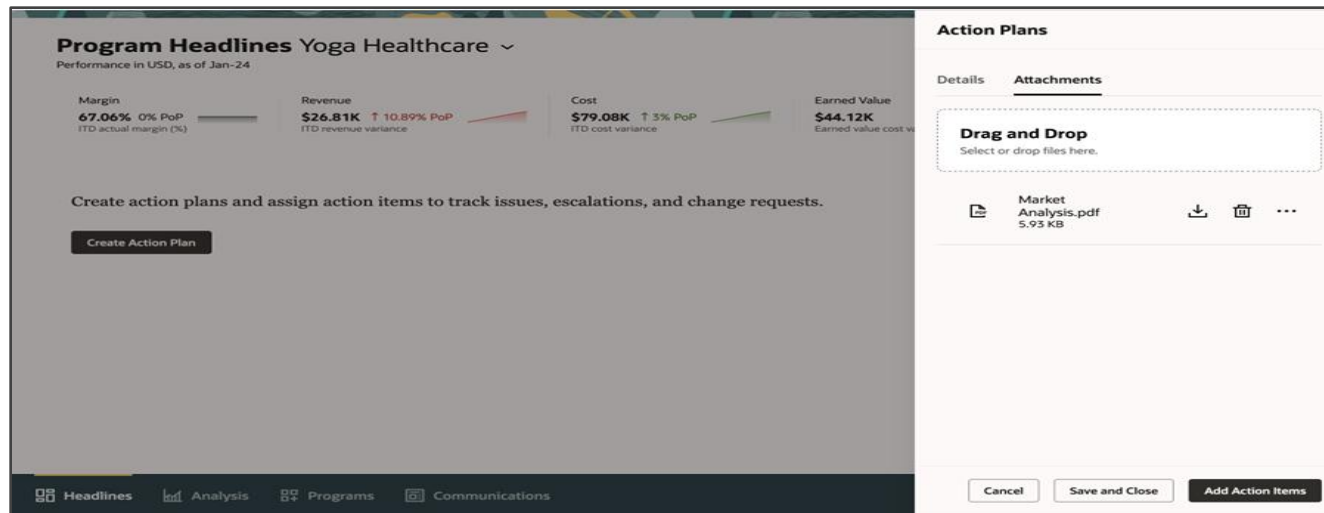 Program Headlines Yoga Healthcare
Performance in USD, as of Jan-24
Margin
67.06% 0% PoP
ITD actual margin (%)
Revenue
$26.81K ↑ 10.89% PoP
ITD revenue variance
Cost
$79.08K ↑ 3% PoP
ITD cost variance
Earned Value
$44.12K
Earned value cost
Create action plans and assign action items to track issues, escalations, and change requests.
Create Action Plan
Headlines Analysis Programs Communications
Action Plans
Details Attachments
Drag and Drop
Select or drop files here.
PDF
Market
Analysis.pdf
5.93 KB
Cancel Save and Close Add Action Items